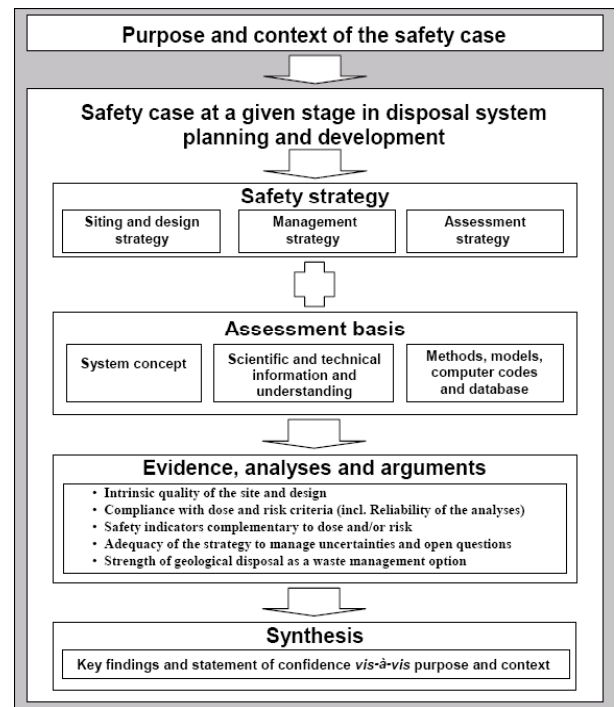 Purpose and context of the safety case
Safety case at a given stage in disposal system
planning and development
Safety strategy
Siting and design
strategy
Management
strategy
Assessment
strategy
Assessment basis
System concept
Scientific and technical
information and
understanding
Methods, models,
computer codes
and database
Evidence, analyses and arguments
• Intrinsic quality of the site and design
• Compliance with dose and risk criteria (incl. Reliability of the analyses)
• Safety indicators complementary to dose and/or risk
• Adequacy of the strategy to manage uncertainties and open questions
• Strength of geological disposal as a waste management option
Synthesis
Key findings and statement of confidence vis-à-vis purpose and context